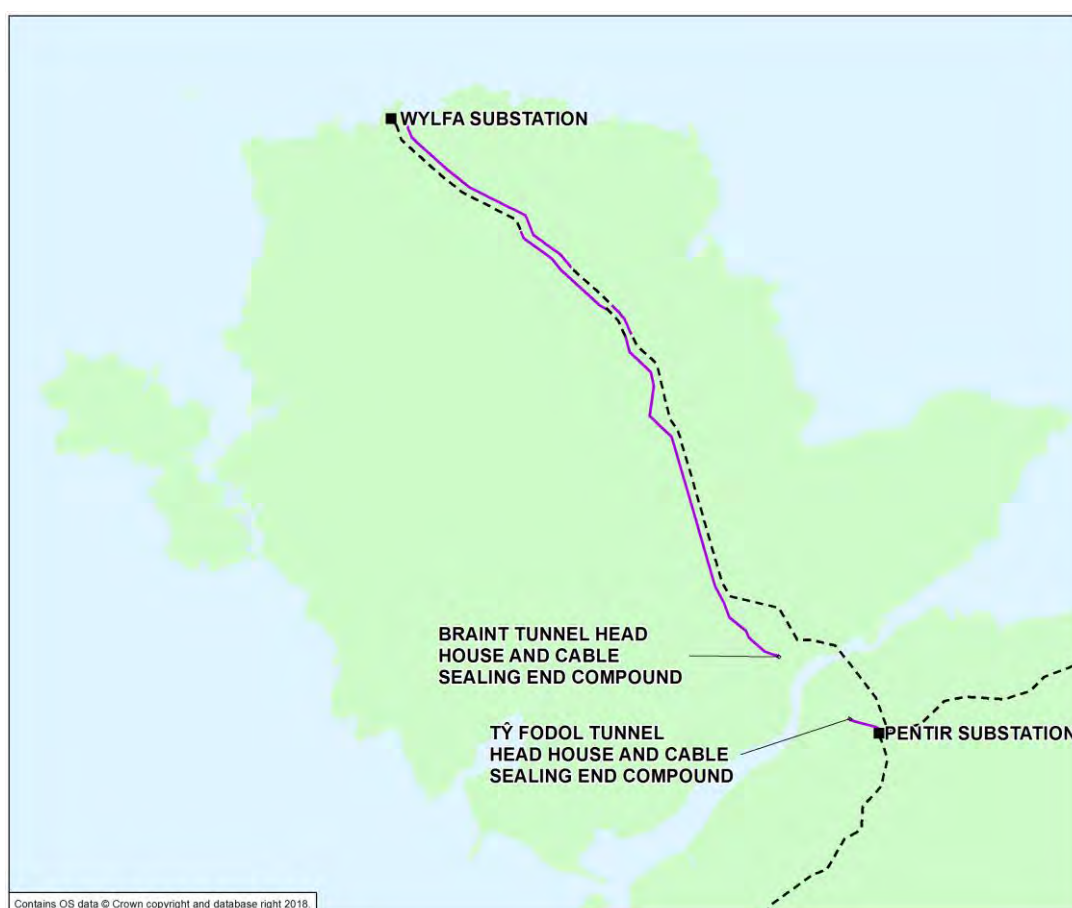 WYLFA SUBSTATION
BRAINT TUNNEL HEAD
HOUSE AND CABLE
SEALING END COMPOUND
TŶ FODOL TUNNEL
HEAD HOUSE AND CABLE
SEALING END COMPOUND
PENTIR SUBSTATION
Contains OS data © Crown copyright and database right 2018.